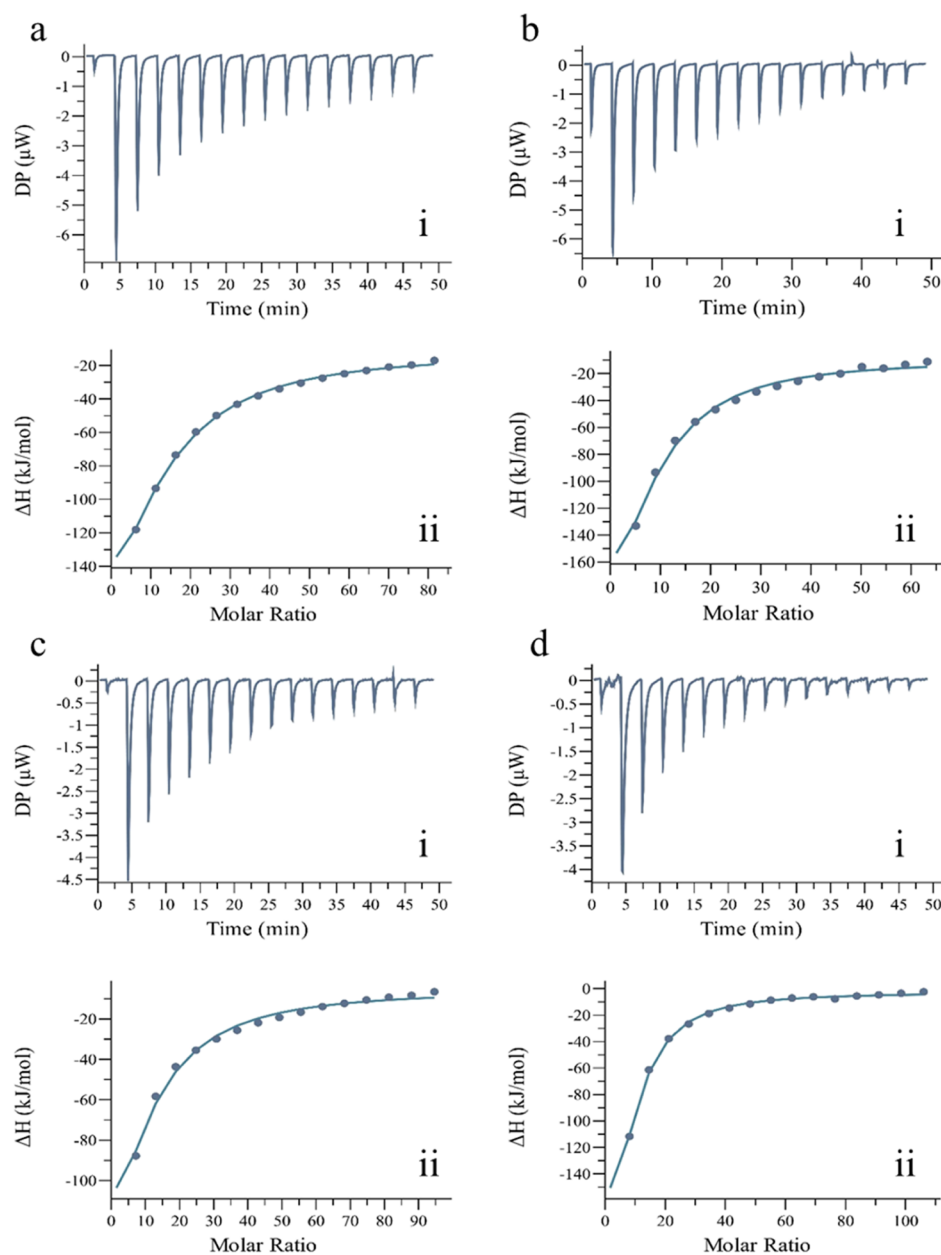 a
0
-1
-2
-3
-4
-5
-6
DP (µW)
i
0 5 10 15 20 25 30 35 40 45 50
Time (min)
-20
-40
-60
-80
-100
-120
-140
ΔH (kJ/mol)
ii
0 10 20 30 40 50 60 70 80
Molar Ratio
b
0
-1
-2
-3
-4
-5
-6
DP (µW)
i
0 10 20 30 40 50
Time (min)
-20
-40
-60
-80
-100
-120
-140
-160
ΔH (kJ/mol)
ii
0 10 20 30 40 50 60
Molar Ratio
c
0
-0.5
-1
-1.5
-2
-2.5
-3
-3.5
-4
-4.5
DP (µW)
i
0 5 10 15 20 25 30 35 40 45 50
Time (min)
-20
-40
-60
-80
-100
ΔH (kJ/mol)
ii
0 10 20 30 40 50 60 70 80 90
Molar Ratio
d
0
-0.5
-1
-1.5
-2
-2.5
-3
-3.5
-4
DP (µW)
i
0 5 10 15 20 25 30 35 40 45 50
Time (min)
0
-20
-40
-60
-80
-100
-120
-140
ΔH (kJ/mol)
ii
0 20 40 60 80 100
Molar Ratio